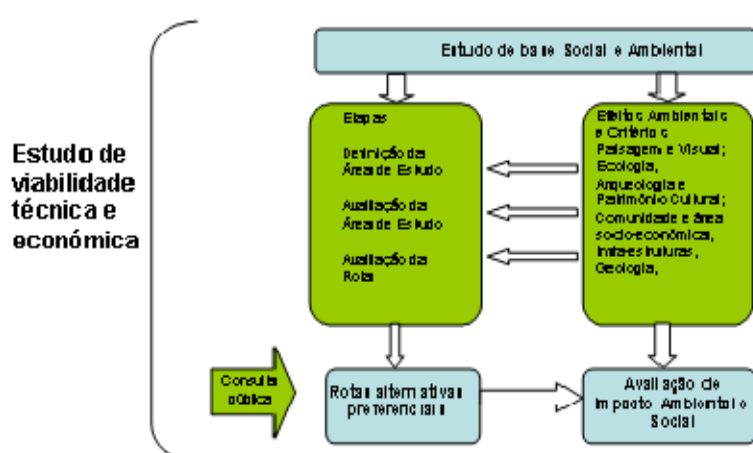 Estudo de base Social e Ambiental
Estudo de
viabilidade
técnica e
económica
Etapas
Definição da
Área de Estudo
Avaliação da
Área de Estudo
Avaliação da
Rota
Efeitos Ambientais
e Critérios
Paisagem e Visual;
Ecologia,
Arqueologia e
Património Cultural;
Comunidade e área
socio-económica,
Infra-estruturas,
Geologia,
Consulta
pública
Rotas alternativas
preferenciais
Avaliação de
Impacto Ambiental e
Social